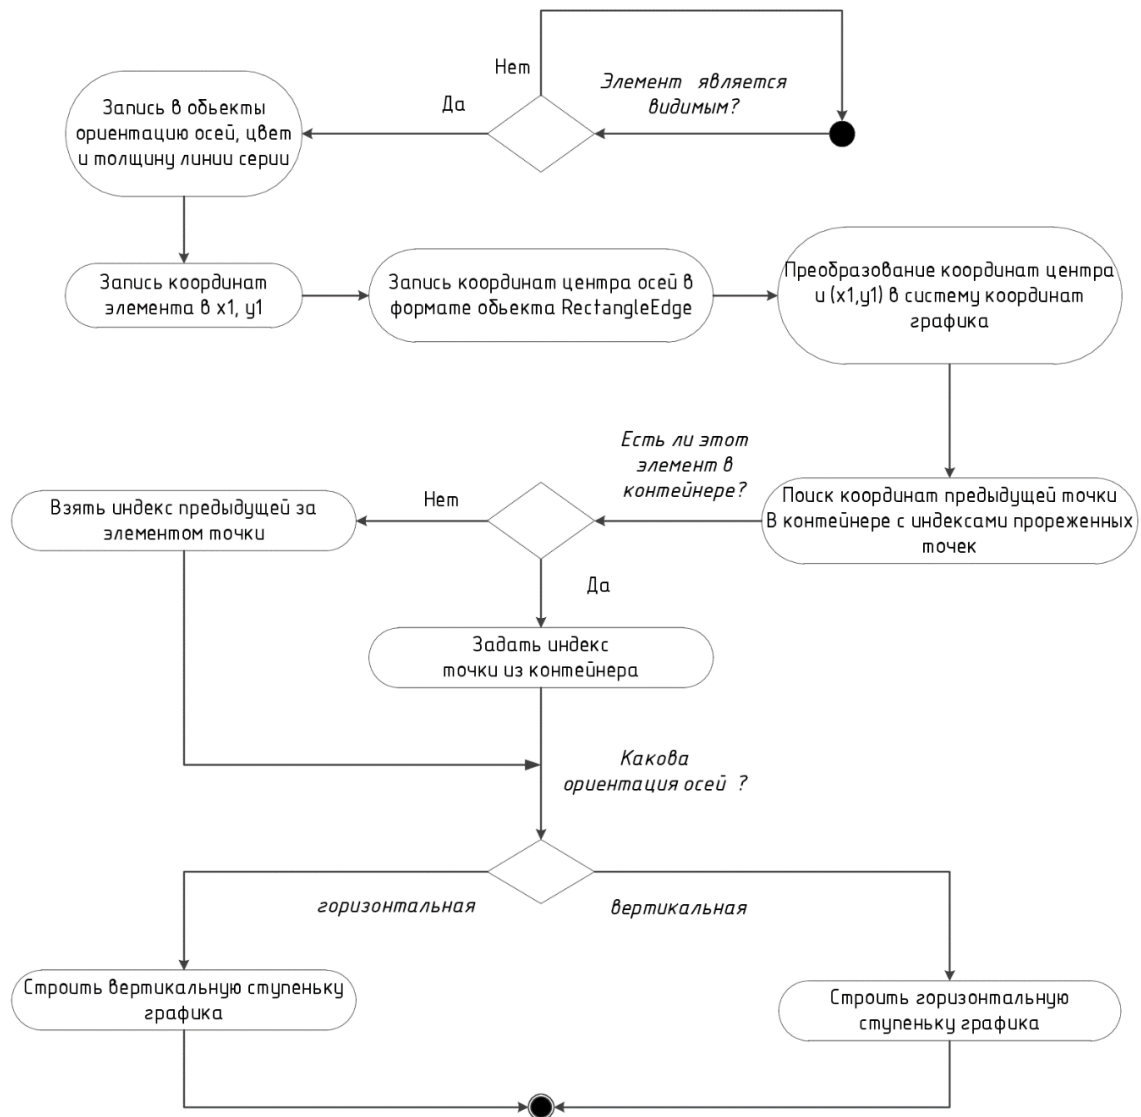 Нет
Элемент является
видимым?
Да
Запись в обьекты
ориентацию осей, цвет
и толщину линии серии
Запись координат
элемента в x1, y1
Запись координат центра осей в
формате обьекта RectangleEdge
Преобразование координат центра
и (x1,y1) в систему координат
графика
Есть ли этот
элемент в
контейнере?
Поиск координат предыдущей точки
В контейнере с индексами прореженных
точек
Нет
Взять индекс предыдущей за
элементом точки
Да
Задать индекс
точки из контейнера
Какова
ориентация осей ?
горизонтальная
вертикальная
Строить вертикальную ступеньку
графика
Строить горизонтальную
ступеньку графика